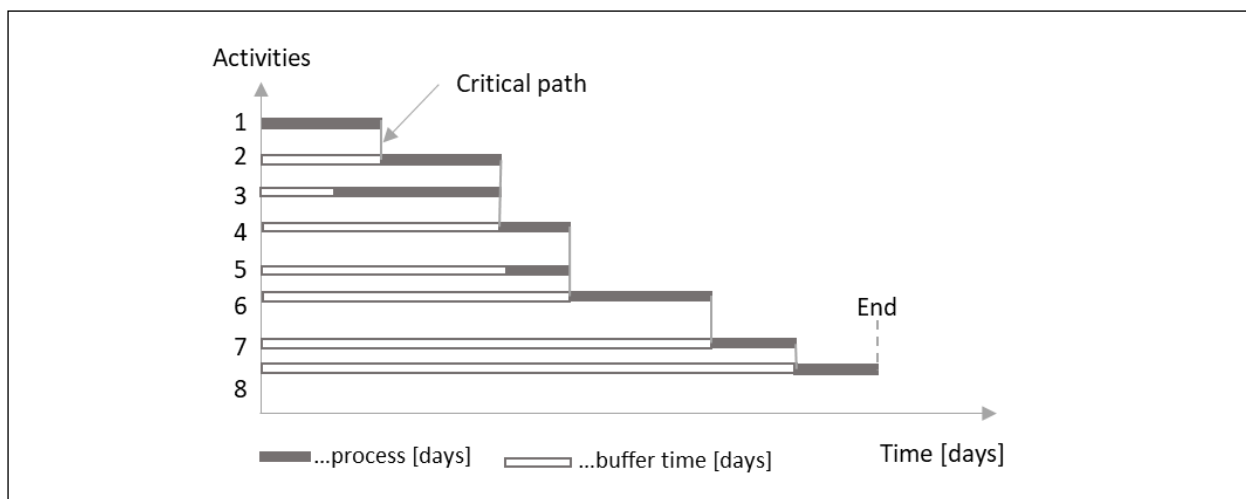 Activities
Critical path
1
2
3
4
5
6
End
7
8
...process [days]
...buffer time [days]
Time [days]